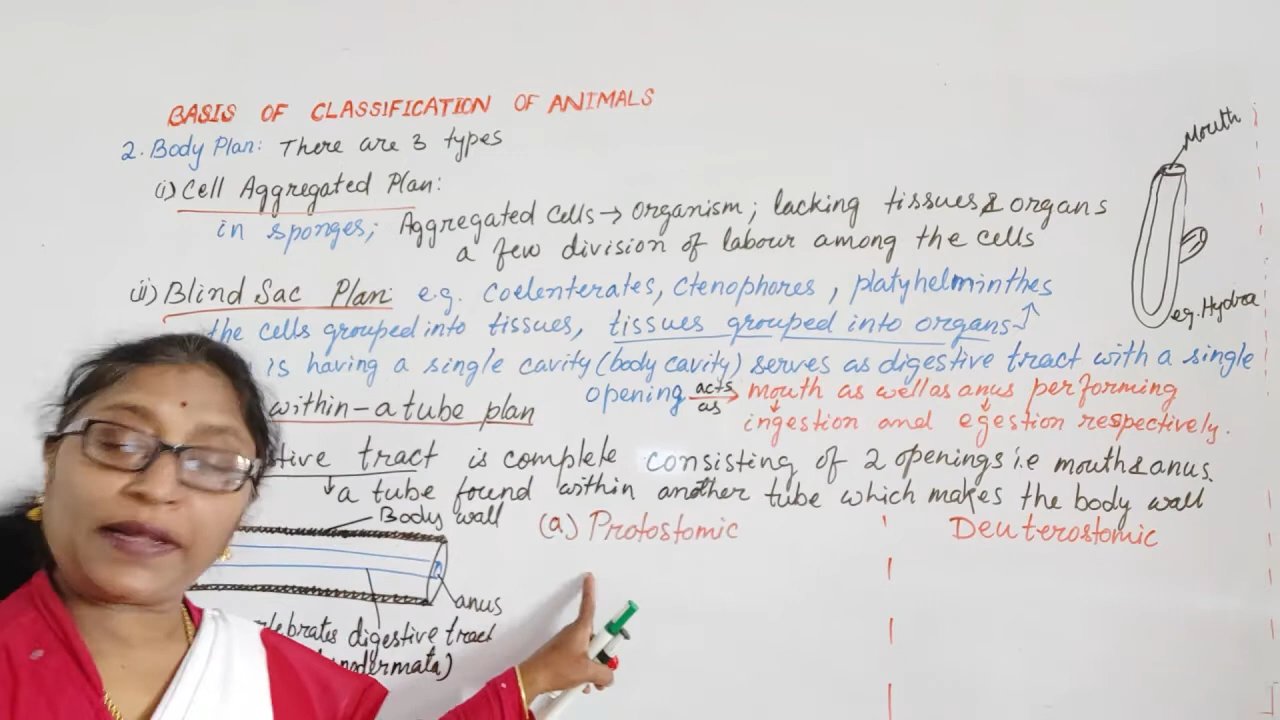 BASIS OF CLASSIFICATION OF ANIMALS
2. Body Plan: There are 3 types
(i) Cell Aggregated Plan:
in sponges; Aggregated cells → Organism; lacking tissues & organs
a few division of labour among the cells
(ii) Blind Sac Plan e.g. Coelenterates, Ctenophores, platyhelminthes
the cells grouped into tissues, tissues grouped into organs
is having a single cavity (body cavity) serves as digestive tract with a single
opening acts as → mouth as well as anus performing
ingestion and egestion respectively.
within-a tube plan
tract is complete consisting of 2 openings i.e mouth & anus.
a tube found within another tube which makes the body wall
Body wall
(a) Protostomic
Deuterostomic
anus
digestive tract
Mouth
eg. Hydra